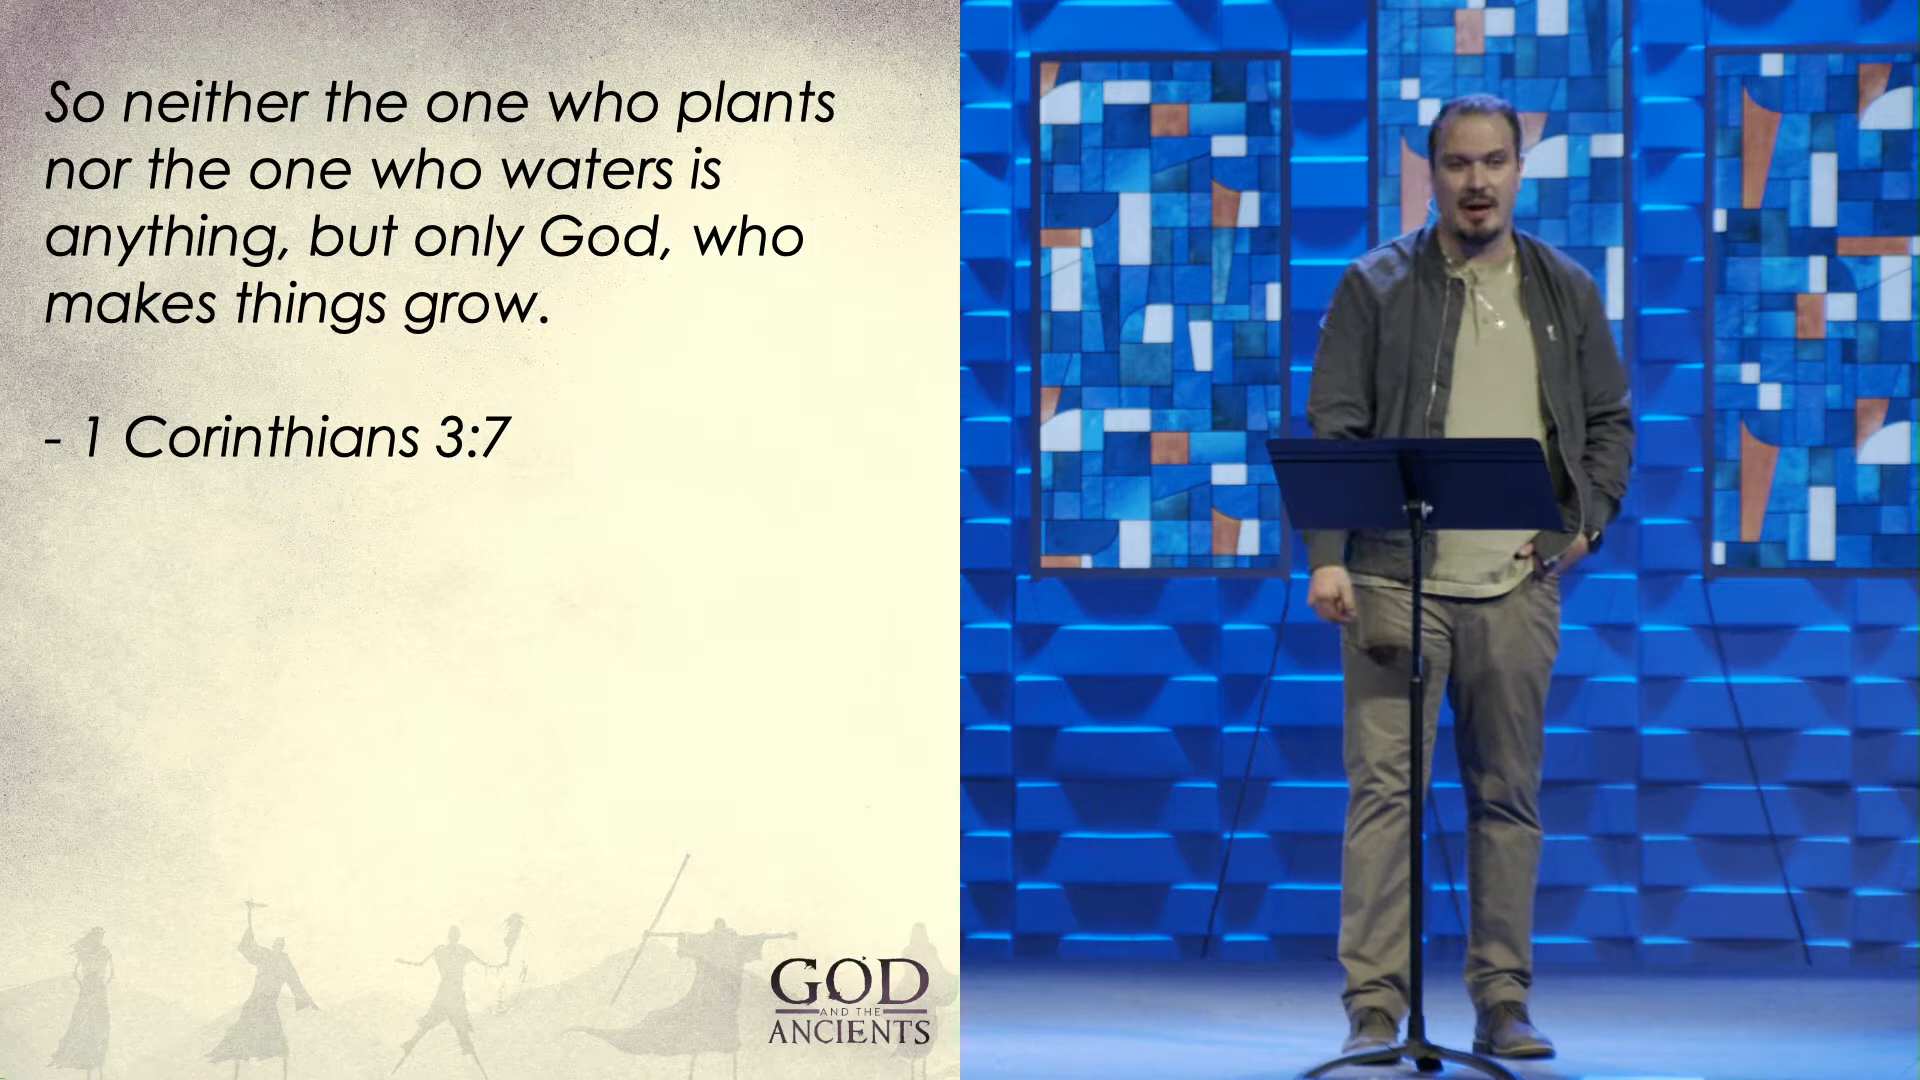 So neither the one who plants
nor the one who waters is
anything, but only God, who
makes things grow.
- 1 Corinthians 3:7
GOD
AND THE
ANCIENTS